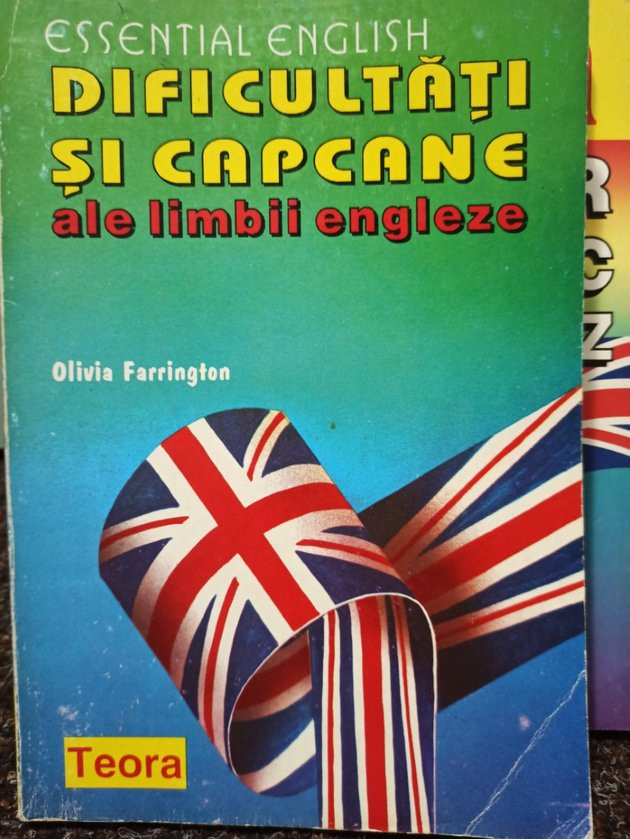 ESSENTIAL ENGLISH
DIFICULTĂȚI
ȘI CAPCANE
ale limbii engleze
Olivia Farrington
Teora
R
C
Z